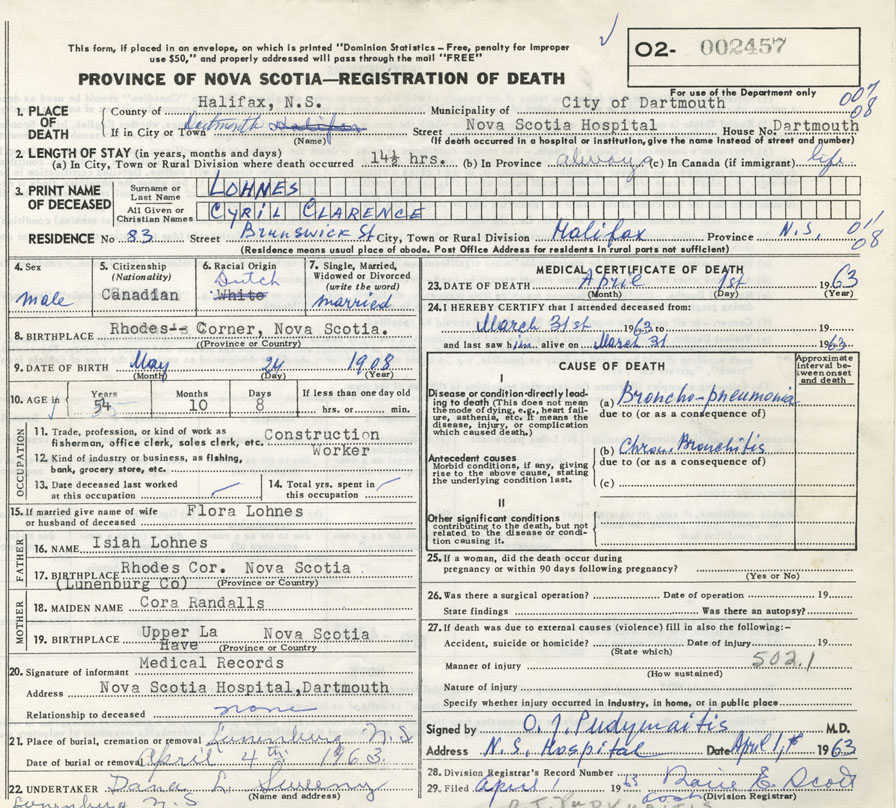 This form, if placed in an envelope, on which is printed "Dominion Statistics – Free, penalty for improper
use $50," and properly addressed will pass through the mail "FREE"
O2- 002457
PROVINCE OF NOVA SCOTIA—REGISTRATION OF DEATH
For use of the Department only
007
08
1. PLACE OF DEATH
County of Halifax, N.S. Municipality of City of Dartmouth
If in City or Town Dartmouth Halifax Street Nova Scotia Hospital House No. Dartmouth
(Name) (If death occurred in a hospital or institution, give the name instead of street and number)
2. LENGTH OF STAY (in years, months and days)
(a) In City, Town or Rural Division where death occurred 14½ hrs. (b) In Province always (c) In Canada (if immigrant) life
3. PRINT NAME OF DECEASED
Surname or Last Name LOHNES
All Given or Christian Names CYRIL CLARENCE
RESIDENCE No 83 Street Brunswick St City, Town or Rural Division Halifax Province N.S. 011
08
(Residence means usual place of abode. Post Office Address for residents in rural parts not sufficient)
4. Sex
male
5. Citizenship
(Nationality)
Canadian
6. Racial Origin
Dutch
White
7. Single, Married, Widowed or Divorced
(write the word)
married
8. BIRTHPLACE Rhodes-s Corner, Nova Scotia.
(Province or Country)
9. DATE OF BIRTH May 24 1908
(Month) (Day) (Year)
10. AGE in
Years 54
Months 10
Days 8
If less than one day old
hrs. or min.
OCCUPATION
11. Trade, profession, or kind of work as
fisherman, office clerk, sales clerk, etc. Construction
Worker
12. Kind of industry or business, as fishing,
bank, grocery store, etc.
13. Date deceased last worked
at this occupation
14. Total yrs. spent in
this occupation
15. If married give name of wife
or husband of deceased Flora Lohnes
FATHER
16. NAME Isiah Lohnes
17. BIRTHPLACE Rhodes Cor. Nova Scotia
(Lunenburg Co) (Province or Country)
MOTHER
18. MAIDEN NAME Cora Randalls
19. BIRTHPLACE Upper La Nova Scotia
Have (Province or Country)
20. Signature of informant Medical Records
Address Nova Scotia Hospital, Dartmouth
Relationship to deceased none
21. Place of burial, cremation or removal Lunenburg N.S
Date of burial or removal April 4th 1963
22. UNDERTAKER Dana L. Sweeny
(Name and address)
Lunenburg N.S
MEDICAL CERTIFICATE OF DEATH
23. DATE OF DEATH April 1st 1963
(Month) (Day) (Year)
24. I HEREBY CERTIFY that I attended deceased from:
March 31st 1963 to 19
and last saw him alive on March 31 1963
CAUSE OF DEATH
Approximate interval between onset and death
I
Disease or condition directly leading to death (This does not mean
the mode of dying, e.g., heart failure, asthenia, etc. it means the
disease, injury, or complication
which caused death.)
(a) Broncho-pneumonia
due to (or as a consequence of)
Antecedent causes
Morbid conditions, if any, giving
rise to the above cause, stating
the underlying condition last.
(b) Chron. Bronchitis
due to (or as a consequence of)
(c)
II
Other significant conditions
contributing to the death, but not
related to the disease or condition causing it.
25. If a woman, did the death occur during
pregnancy or within 90 days following pregnancy?
(Yes or No)
26. Was there a surgical operation? Date of operation 19
State findings Was there an autopsy?
27. If death was due to external causes (violence) fill in also the following:–
Accident, suicide or homicide? Date of injury 19
(State which)
Manner of injury 502.1
(How sustained)
Nature of injury
Specify whether injury occurred in industry, in home, or in public place
Signed by O. J. Pudymaitis M.D.
Address N.S. Hospital Date April 1, 1963
28. Division Registrar's Record Number
29. Filed April 1 1963 E Scott
(Division Registrar)